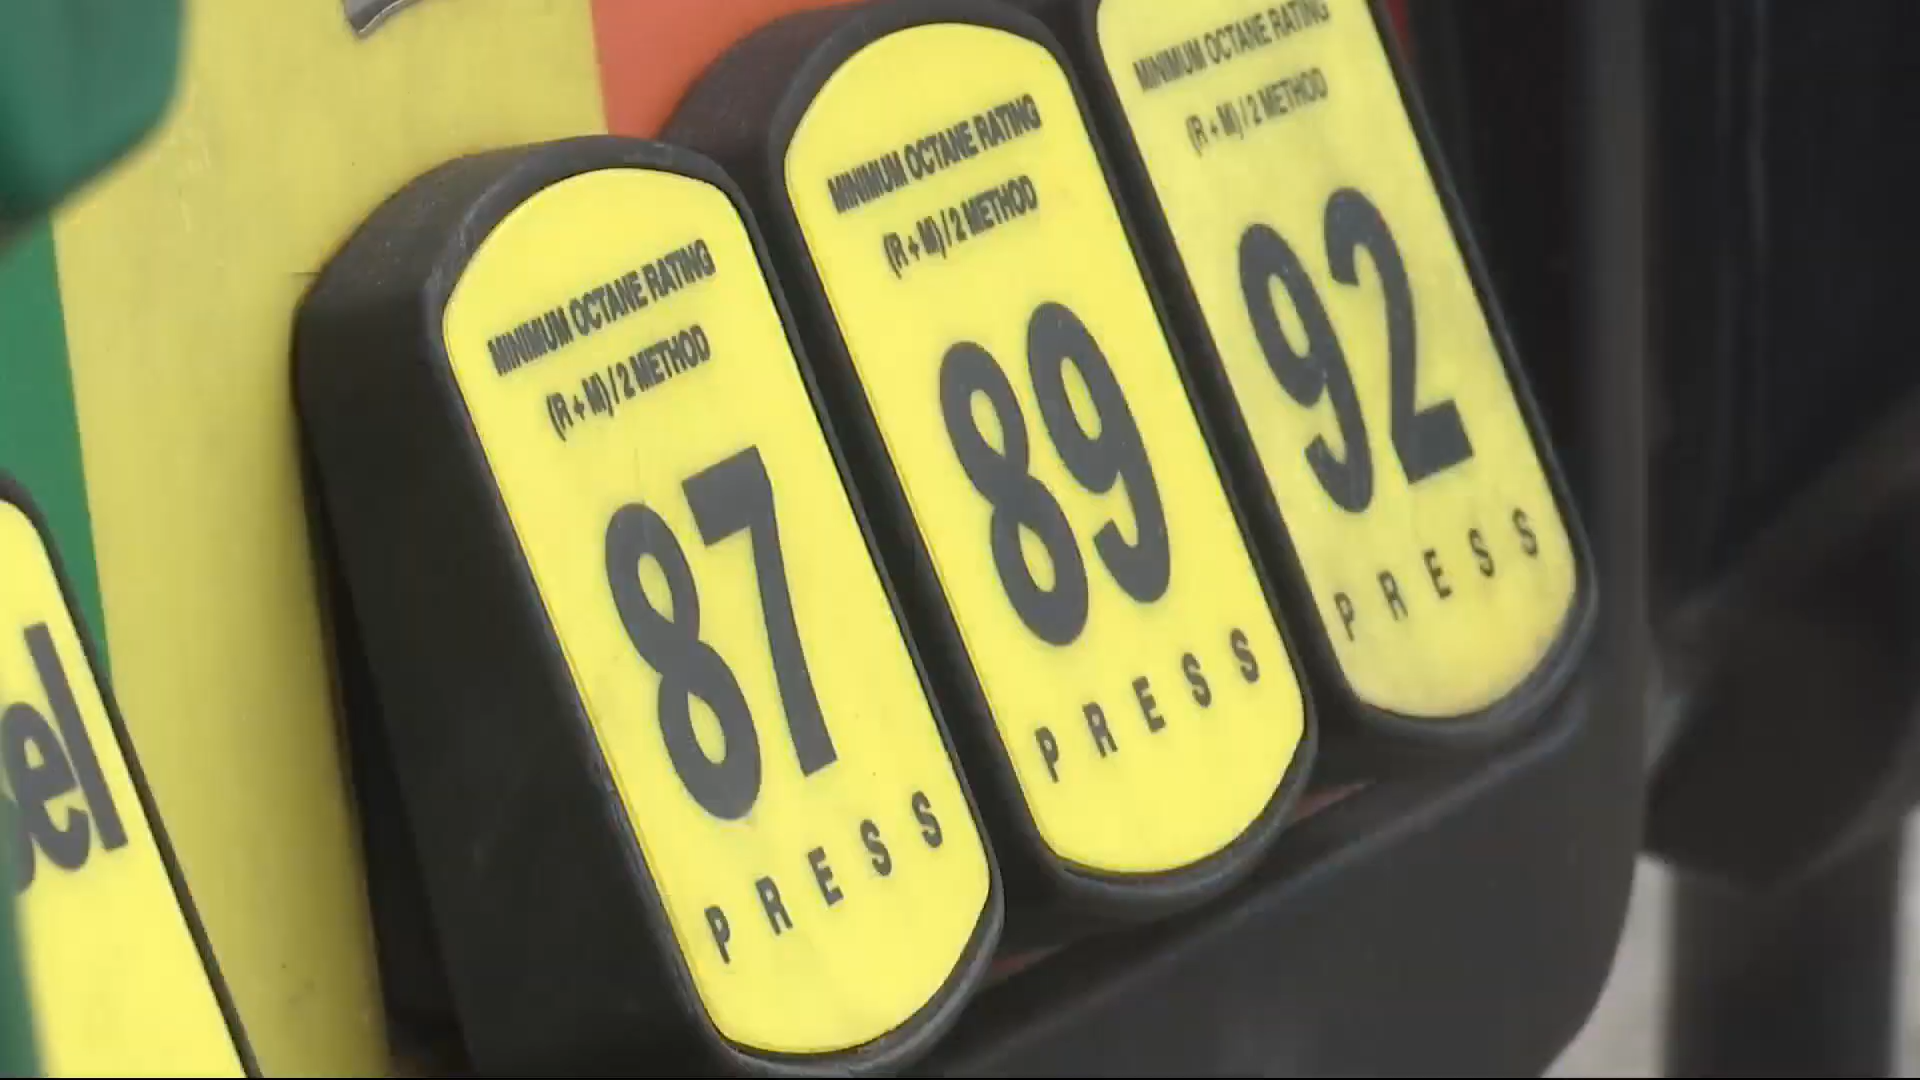 MINIMUM OCTANE RATING
(R + M) / 2 METHOD
87
PRESS
MINIMUM OCTANE RATING
(R + M) / 2 METHOD
89
PRESS
MINIMUM OCTANE RATING
(R + M) / 2 METHOD
92
PRESS
el